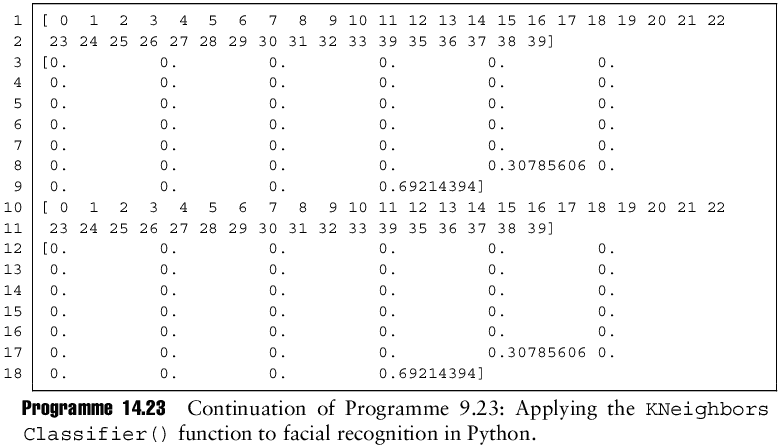 1 [ 0 1 2 3 4 5 6 7 8 9 10 11 12 13 14 15 16 17 18 19 20 21 22
2 23 24 25 26 27 28 29 30 31 32 33 39 35 36 37 38 39]
3 [0. 0. 0. 0. 0. 0.
4 0. 0. 0. 0. 0. 0.
5 0. 0. 0. 0. 0. 0.
6 0. 0. 0. 0. 0. 0.
7 0. 0. 0. 0. 0. 0.
8 0. 0. 0. 0. 0.30785606 0.
9 0. 0. 0. 0.69214394]
10 [ 0 1 2 3 4 5 6 7 8 9 10 11 12 13 14 15 16 17 18 19 20 21 22
11 23 24 25 26 27 28 29 30 31 32 33 39 35 36 37 38 39]
12 [0. 0. 0. 0. 0. 0.
13 0. 0. 0. 0. 0. 0.
14 0. 0. 0. 0. 0. 0.
15 0. 0. 0. 0. 0. 0.
16 0. 0. 0. 0. 0. 0.
17 0. 0. 0. 0. 0.30785606 0.
18 0. 0. 0. 0.69214394]
Programme 14.23 Continuation of Programme 9.23: Applying the KNeighbors
Classifier() function to facial recognition in Python.